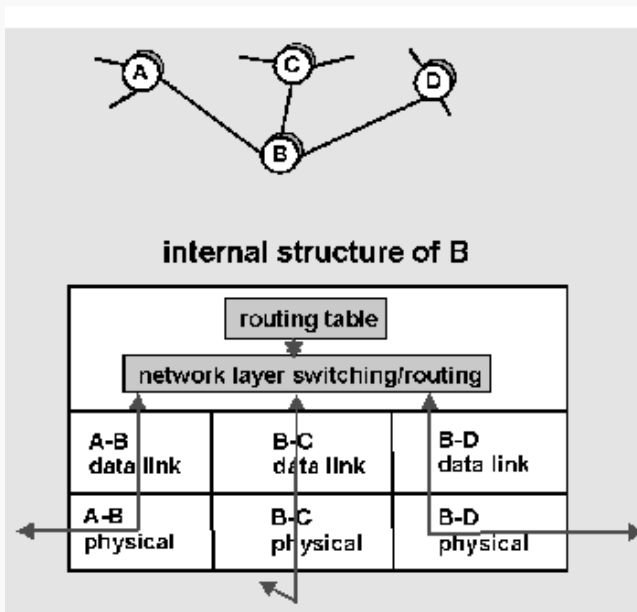 A
C
D
B
internal structure of B
routing table
network layer switching/routing
A-B
data link
B-C
data link
B-D
data link
A-B
physical
B-C
physical
B-D
physical